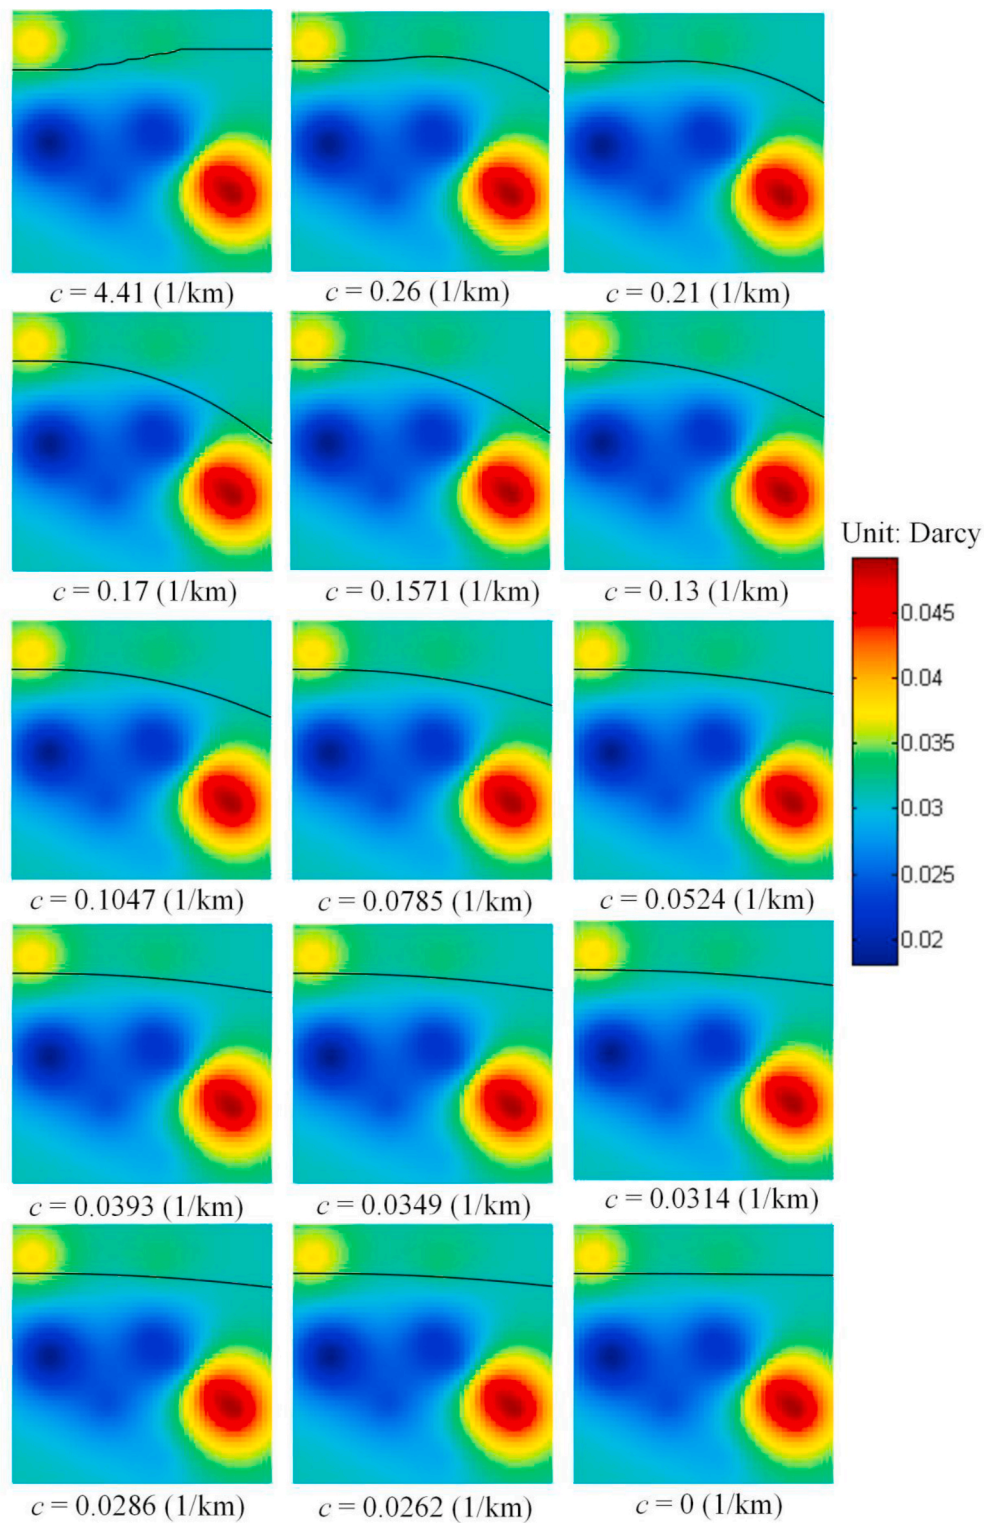 c = 4.41 (1/km)
c = 0.26 (1/km)
c = 0.21 (1/km)
c = 0.17 (1/km)
c = 0.1571 (1/km)
c = 0.13 (1/km)
Unit: Darcy
0.045
0.04
0.035
0.03
0.025
0.02
c = 0.1047 (1/km)
c = 0.0785 (1/km)
c = 0.0524 (1/km)
c = 0.0393 (1/km)
c = 0.0349 (1/km)
c = 0.0314 (1/km)
c = 0.0286 (1/km)
c = 0.0262 (1/km)
c = 0 (1/km)